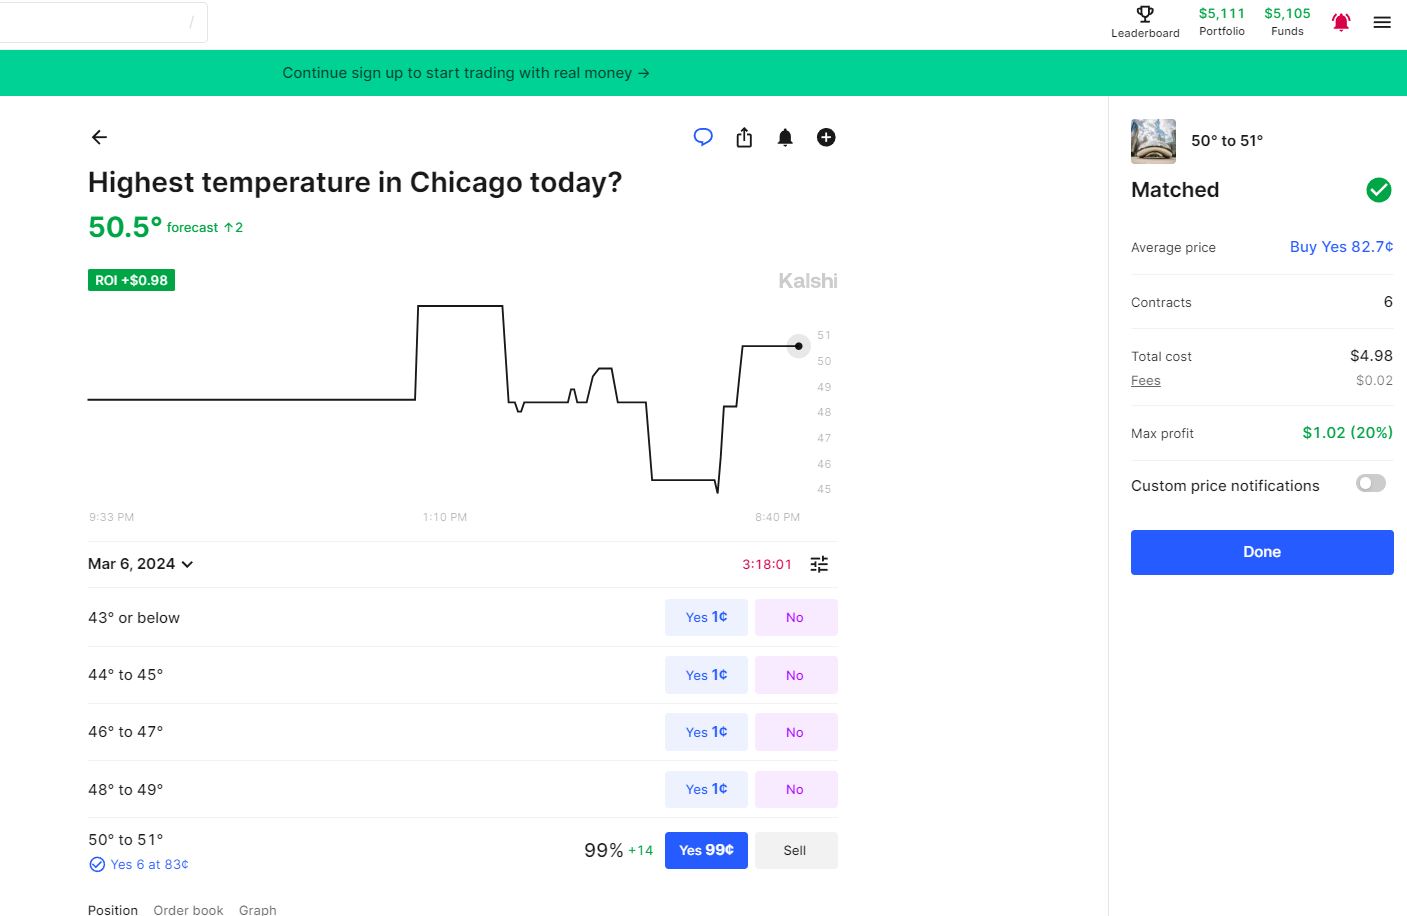 /
Leaderboard
$5,111
Portfolio
$5,105
Funds
Continue sign up to start trading with real money →
50° to 51°
Highest temperature in Chicago today?
Matched
50.5° forecast ↑2
Average price
Buy Yes 82.7¢
ROI +$0.98
Kalshi
Contracts
6
51
50
49
48
47
46
45
Total cost
$4.98
Fees
$0.02
Max profit
$1.02 (20%)
Custom price notifications
9:33 PM
1:10 PM
8:40 PM
Done
Mar 6, 2024
3:18:01
43° or below
Yes 1¢
No
44° to 45°
Yes 1¢
No
46° to 47°
Yes 1¢
No
48° to 49°
Yes 1¢
No
50° to 51°
Yes 6 at 83¢
99% +14
Yes 99¢
Sell
Position
Order book
Graph